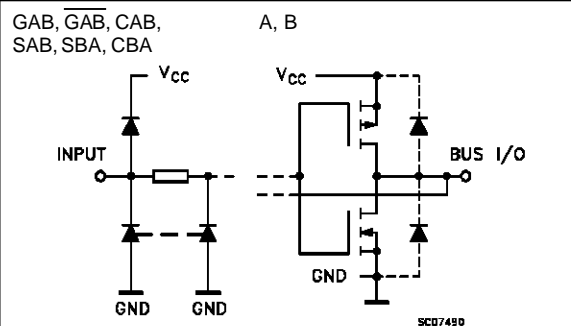 GAB, GAB, CAB,
SAB, SBA, CBA
A, B
VCC
VCC
INPUT
BUS I/O
GND
GND
GND
SC07490